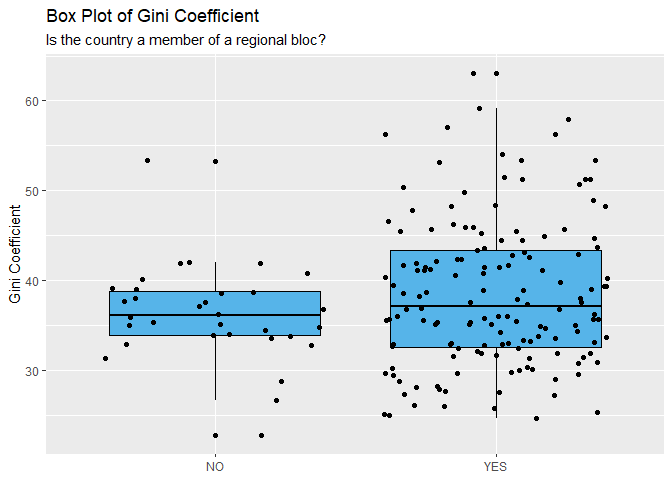 Box Plot of Gini Coefficient
Is the country a member of a regional bloc?
Gini Coefficient
60
50
40
30
NO
YES